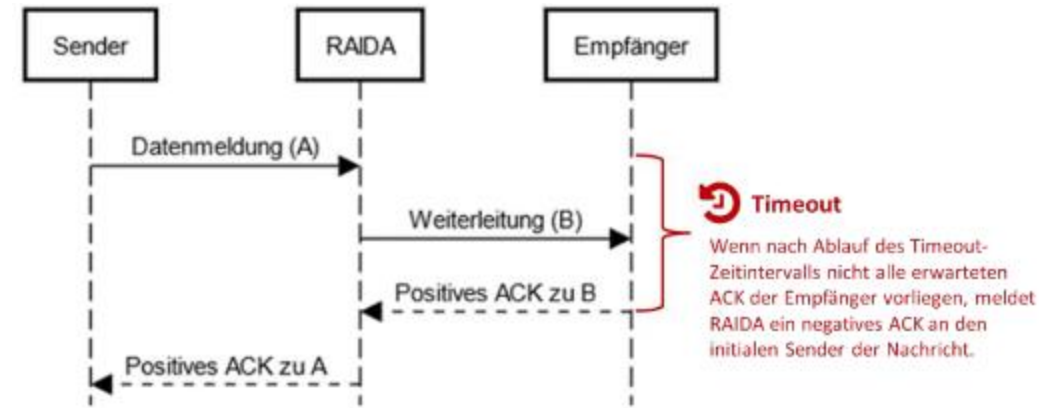 Sender
RAIDA
Empfänger
Datenmeldung (A)
Weiterleitung (B)
Positives ACK zu B
Positives ACK zu A
Timeout
Wenn nach Ablauf des Timeout-
Zeitintervalls nicht alle erwarteten
ACK der Empfänger vorliegen, meldet
RAIDA ein negatives ACK an den
initialen Sender der Nachricht.